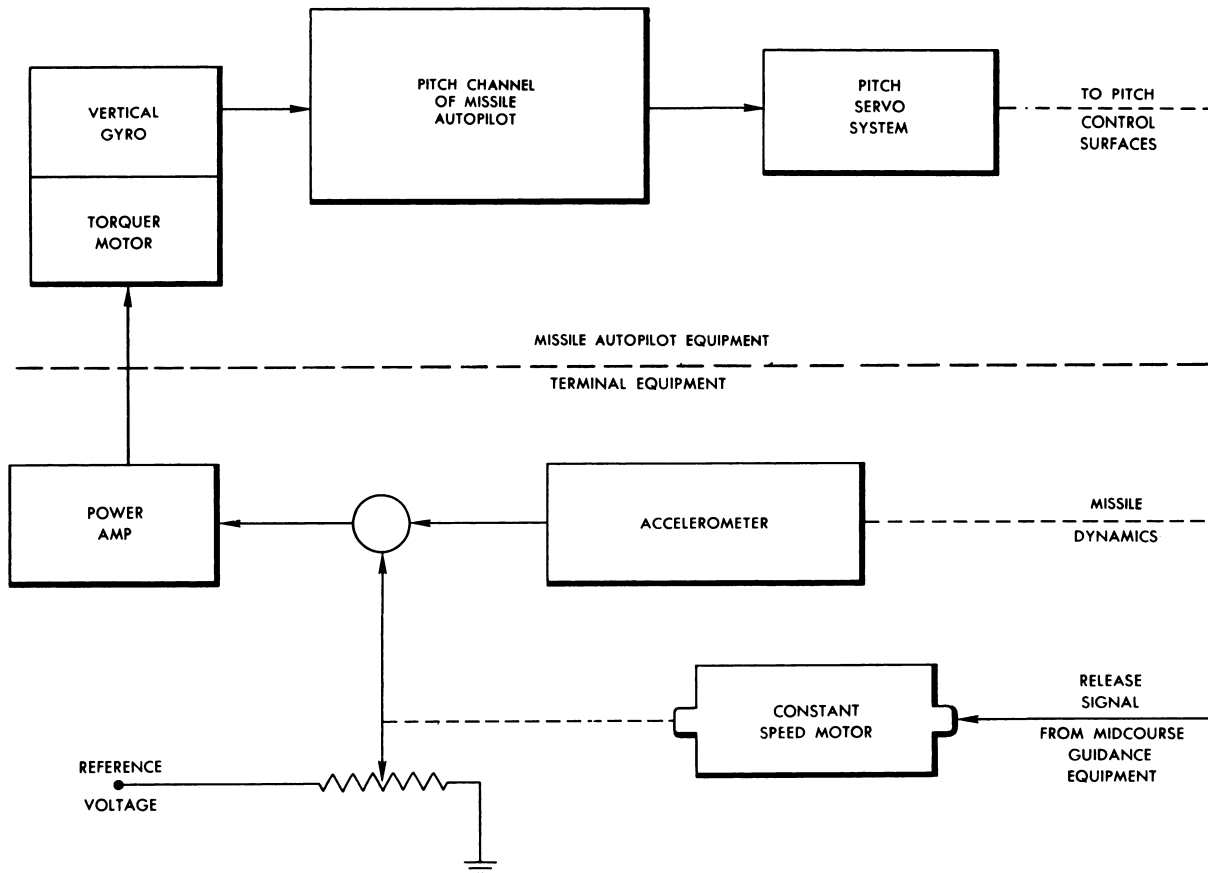 VERTICAL
GYRO
TORQUER
MOTOR
PITCH CHANNEL
OF MISSILE
AUTOPILOT
PITCH
SERVO
SYSTEM
TO PITCH
CONTROL
SURFACES
MISSILE AUTOPILOT EQUIPMENT
TERMINAL EQUIPMENT
POWER
AMP
ACCELEROMETER
MISSILE
DYNAMICS
CONSTANT
SPEED MOTOR
RELEASE
SIGNAL
FROM MIDCOURSE
GUIDANCE
EQUIPMENT
REFERENCE
VOLTAGE